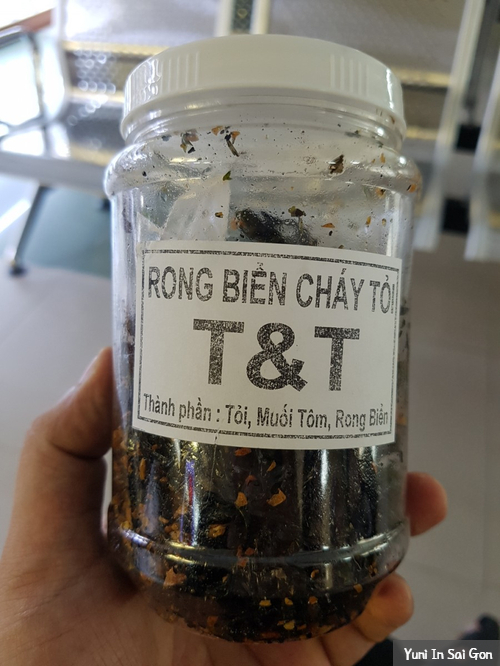 RONG BIỂN CHÁY TỎI
T&T
Thành phần : Tỏi, Muối Tôm, Rong Biển
Yuni In Sai Gon